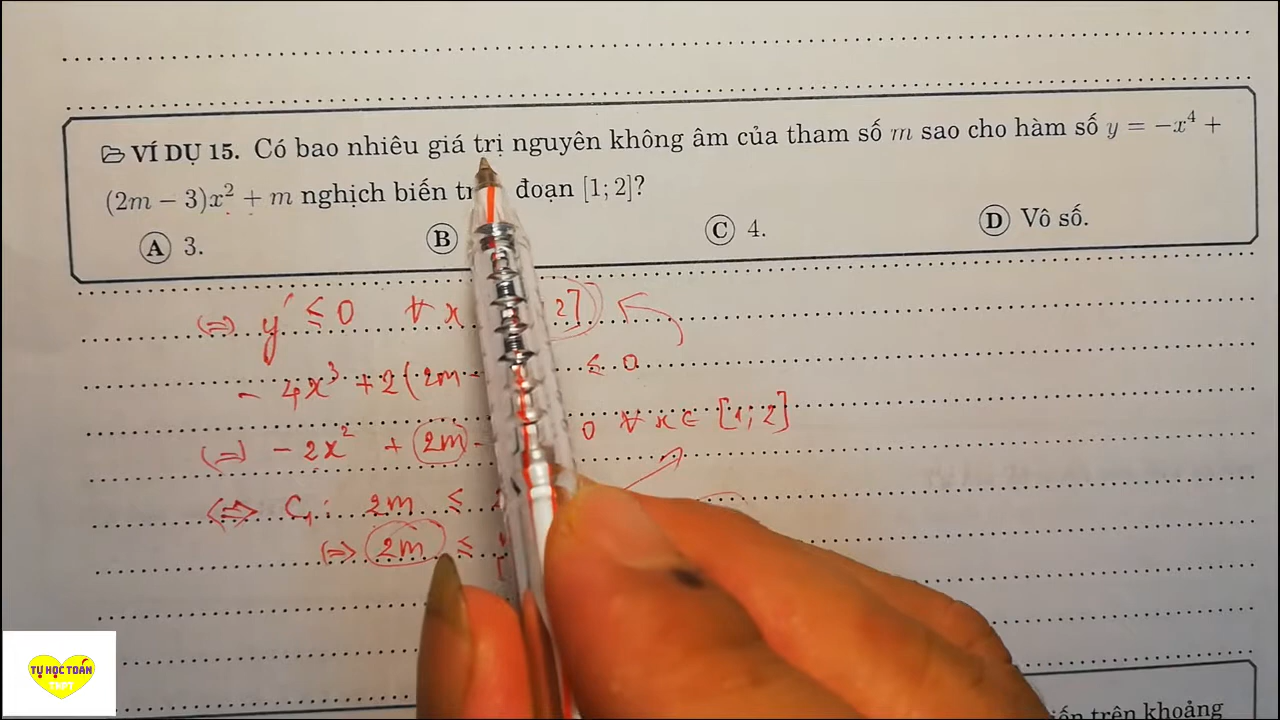 VÍ DỤ 15. Có bao nhiêu giá trị nguyên không âm của tham số m sao cho hàm số y = −x⁴ +
(2m − 3)x² + m nghịch biến tr đoạn [1; 2]?
A 3. B C 4. D Vô số.
⇔ y' ≤ 0 ∀ x 2]
− 4x³ + 2(2m − ≤ 0
⇔ − 2x² + 2m − 0 ∀ x ∈ [1; 2]
⇔ C₁: 2m ≤
⇔ 2m ≤
TỰ HỌC TOÁN
THPT
ến trên khoảng